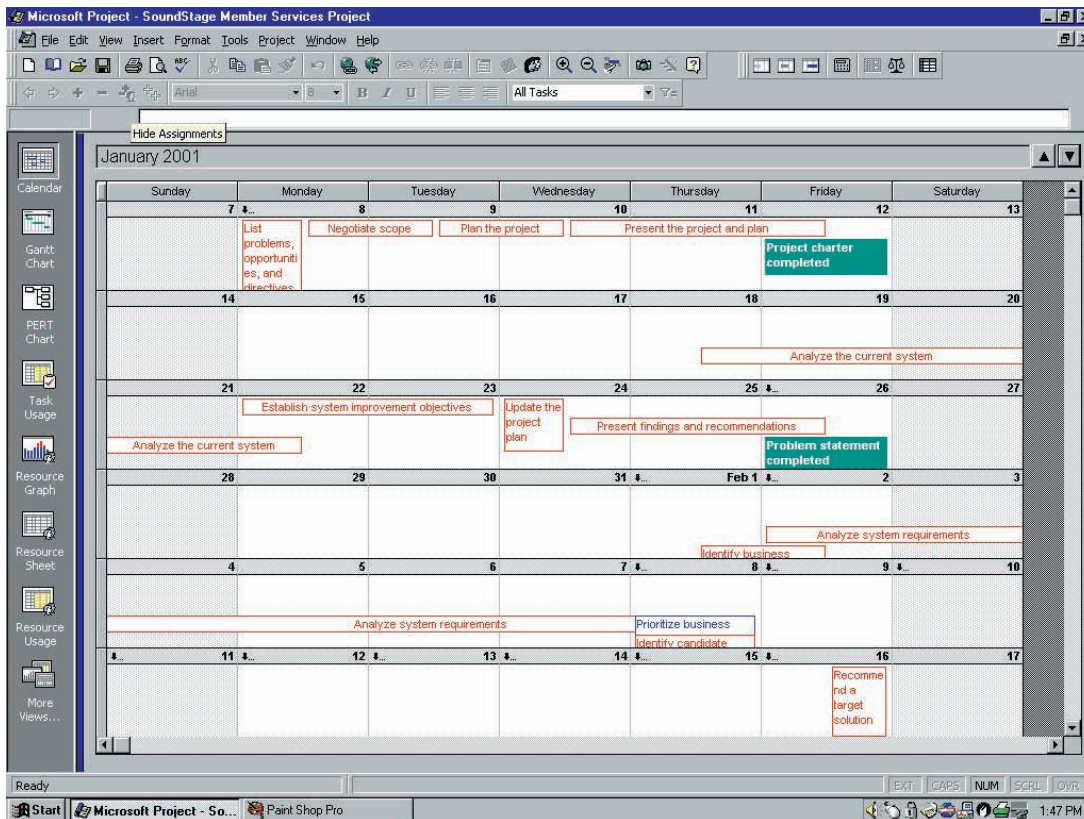 Microsoft Project - SoundStage Member Services Project
File Edit View Insert Format Tools Project Window Help
Arial 8 B I U All Tasks
Hide Assignments
January 2001
Sunday Monday Tuesday Wednesday Thursday Friday Saturday
7 8 9 10 11 12 13
List problems, opportuniti es, and directives
Negotiate scope
Plan the project
Present the project and plan
Project charter
completed
14 15 16 17 18 19 20
Analyze the current system
21 22 23 24 25 26 27
Establish system improvement objectives
Update the
project
plan
Present findings and recommendations
Analyze the current system
Problem statement
completed
28 29 30 31 Feb 1 2 3
Analyze system requirements
Identify business
4 5 6 7 8 9 10
Analyze system requirements
Prioritize business
Identify candidate
11 12 13 14 15 16 17
Recomme
nd a
target
solution
Calendar
Gantt
Chart
PERT
Chart
Task
Usage
Resource
Graph
Resource
Sheet
Resource
Usage
More
Views...
Ready
EXT CAPS NUM SCRL OVR
Start Microsoft Project - So... Paint Shop Pro 1:47 PM